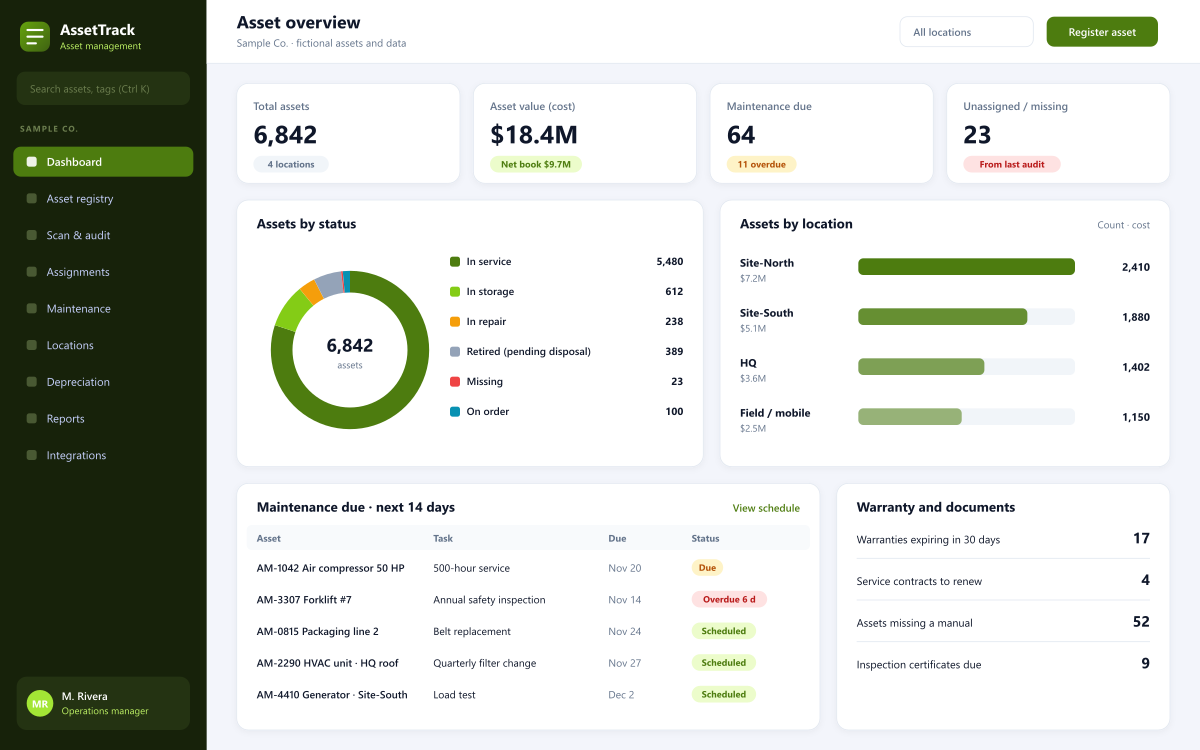 AssetTrack
Asset management
Search assets, tags (Ctrl K)
SAMPLE CO.
Dashboard
Asset registry
Scan & audit
Assignments
Maintenance
Locations
Depreciation
Reports
Integrations
MR
M. Rivera
Operations manager
Asset overview
Sample Co. · fictional assets and data
All locations
Register asset
Total assets
6,842
4 locations
Asset value (cost)
$18.4M
Net book $9.7M
Maintenance due
64
11 overdue
Unassigned / missing
23
From last audit
Assets by status
6,842
assets
In service 5,480
In storage 612
In repair 238
Retired (pending disposal) 389
Missing 23
On order 100
Assets by location Count · cost
Site-North 2,410
$7.2M
Site-South 1,880
$5.1M
HQ 1,402
$3.6M
Field / mobile 1,150
$2.5M
Maintenance due · next 14 days View schedule
Asset Task Due Status
AM-1042 Air compressor 50 HP 500-hour service Nov 20 Due
AM-3307 Forklift #7 Annual safety inspection Nov 14 Overdue 6 d
AM-0815 Packaging line 2 Belt replacement Nov 24 Scheduled
AM-2290 HVAC unit · HQ roof Quarterly filter change Nov 27 Scheduled
AM-4410 Generator · Site-South Load test Dec 2 Scheduled
Warranty and documents
Warranties expiring in 30 days 17
Service contracts to renew 4
Assets missing a manual 52
Inspection certificates due 9